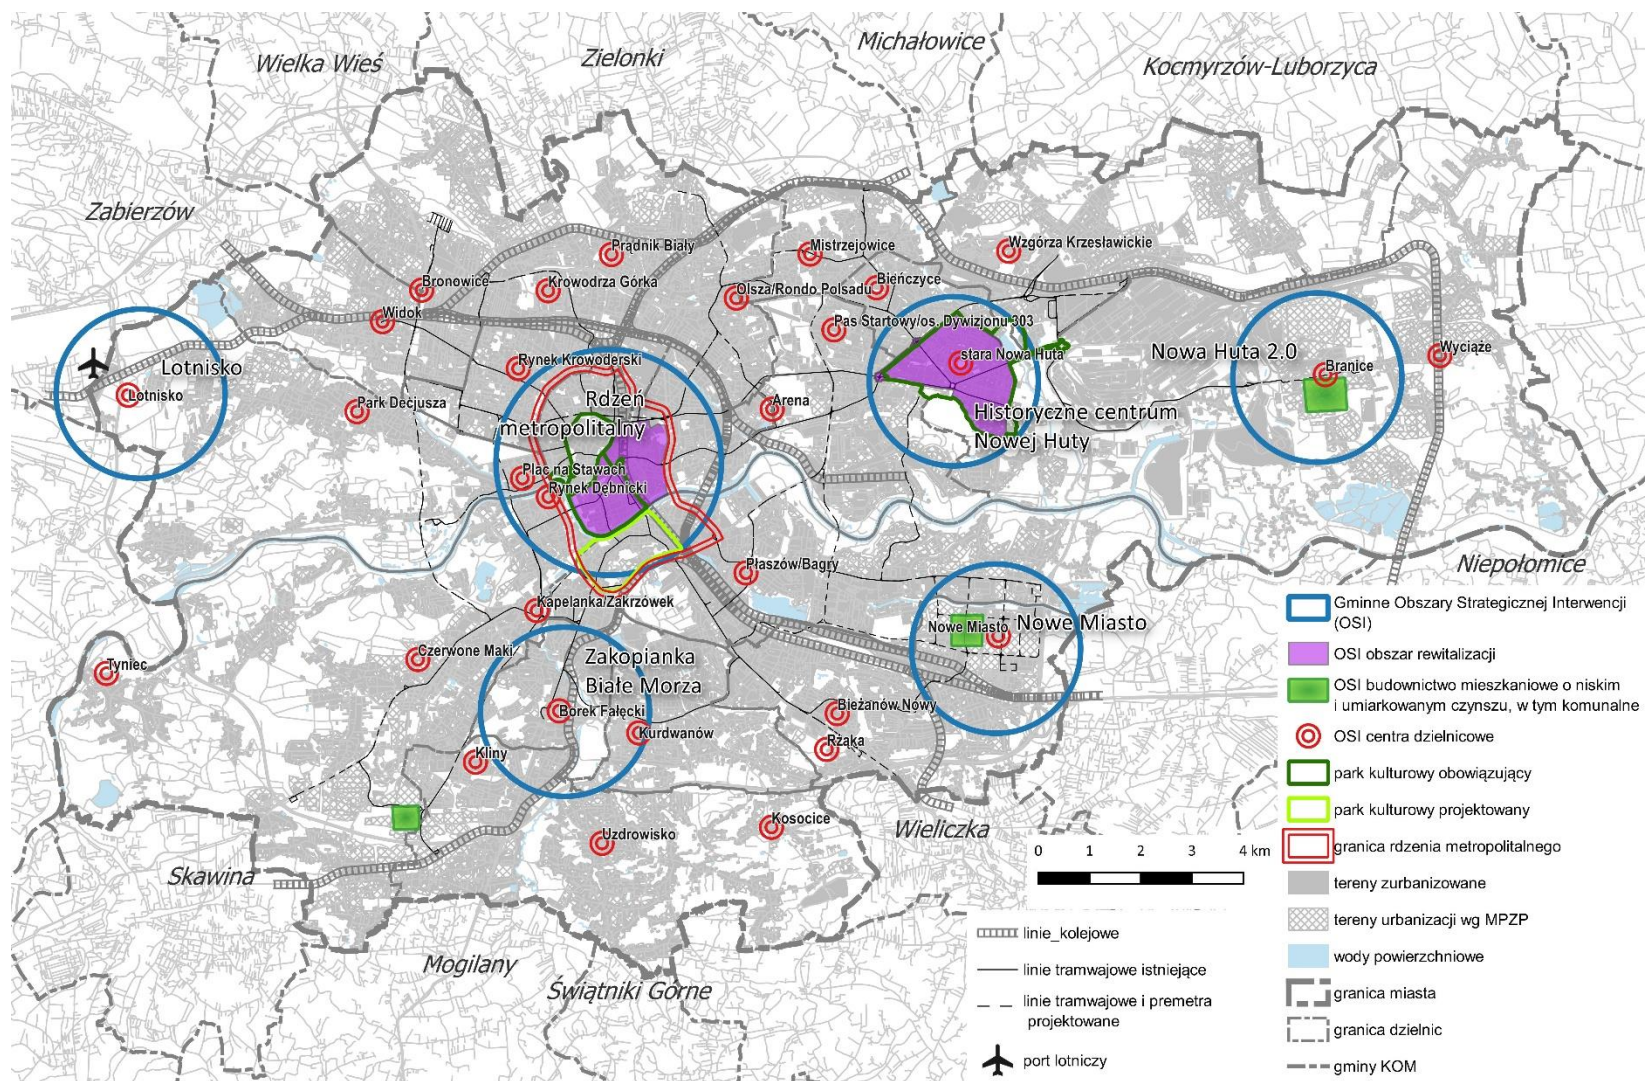 Wielka Wieś
Zielonki
Michałowice
Kocmyrzów-Luborzyca
Zabierzów
Prądnik Biały
Mistrzejowice
Wzgórza Krzesławickie
Bronowice
Krowodrza Górka
Olsza/Rondo Polsadu
Bieńczyce
Widok
Pas Startowy/os. Dywizjonu 303
Rynek Krowoderski
stara Nowa Huta
Nowa Huta 2.0
Wyciąże
Branice
Lotnisko
Lotnisko
Park Decjusza
Rdzeń
metropolitalny
Arena
Historyczne centrum
Nowej Huty
Plac na Stawach
Rynek Dębnicki
Płaszów/Bagry
Niepołomice
Kapelanka/Zakrzówek
Nowe Miasto
Nowe Miasto
Tyniec
Czerwone Maki
Zakopianka
Białe Morza
Borek Fałęcki
Kurdwanów
Bieżanów Nowy
Rżąka
Kliny
Uzdrowisko
Kosocice
Wieliczka
Skawina
Mogilany
Świątniki Górne
0 1 2 3 4 km
linie_kolejowe
linie tramwajowe istniejące
linie tramwajowe i premetra
projektowane
port lotniczy
Gminne Obszary Strategicznej Interwencji
(OSI)
OSI obszar rewitalizacji
OSI budownictwo mieszkaniowe o niskim
i umiarkowanym czynszu, w tym komunalne
OSI centra dzielnicowe
park kulturowy obowiązujący
park kulturowy projektowany
granica rdzenia metropolitalnego
tereny zurbanizowane
tereny urbanizacji wg MPZP
wody powierzchniowe
granica miasta
granica dzielnic
gminy KOM